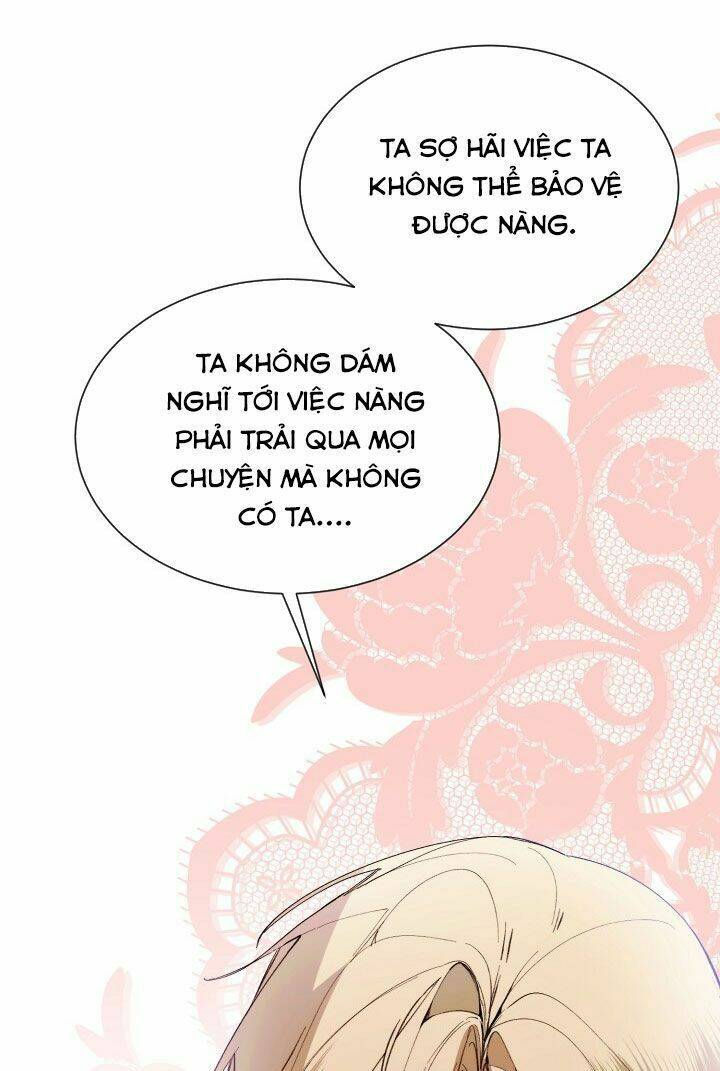 TA SỢ HÃI VIỆC TA
KHÔNG THỂ BẢO VỆ
ĐƯỢC NÀNG.
TA KHÔNG DÁM
NGHĨ TỚI VIỆC NÀNG
PHẢI TRẢI QUA MỌI
CHUYỆN MÀ KHÔNG
CÓ TA....